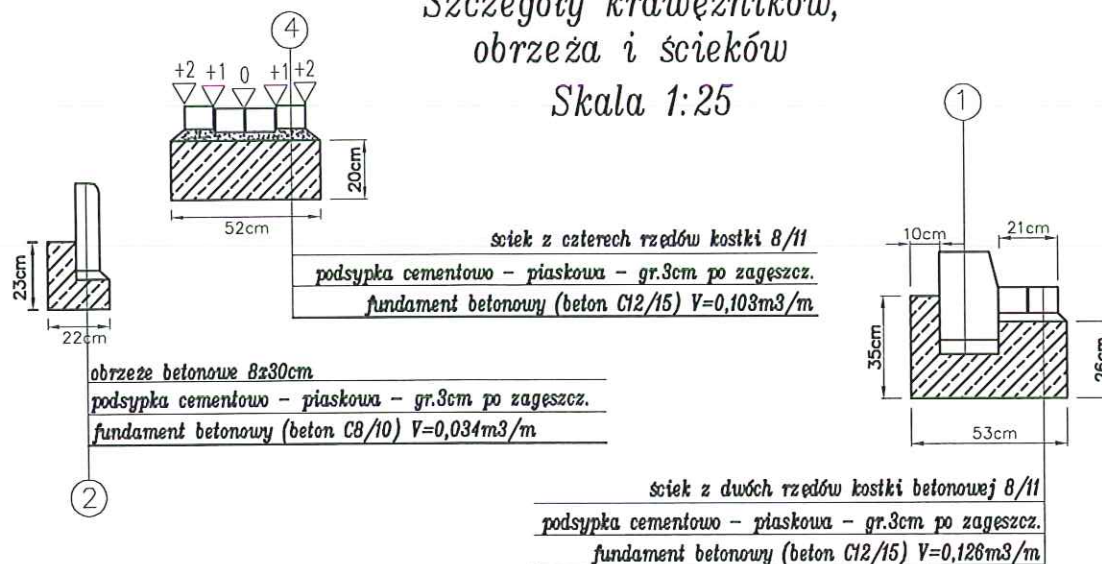 Szczegóły krawężników,
obrzeża i ścieków
Skala 1:25
4
+2 +1 0 +1 +2
20cm
52cm
ściek z czterech rzędów kostki 8/11
podsypka cementowo - piaskowa - gr.3cm po zagęszcz.
fundament betonowy (beton C12/15) V=0,103m3/m
23cm
22cm
obrzeże betonowe 8x30cm
podsypka cementowo - piaskowa - gr.3cm po zagęszcz.
fundament betonowy (beton C8/10) V=0,034m3/m
2
1
10cm
21cm
35cm
26cm
53cm
ściek z dwóch rzędów kostki betonowej 8/11
podsypka cementowo - piaskowa - gr.3cm po zagęszcz.
fundament betonowy (beton C12/15) V=0,126m3/m